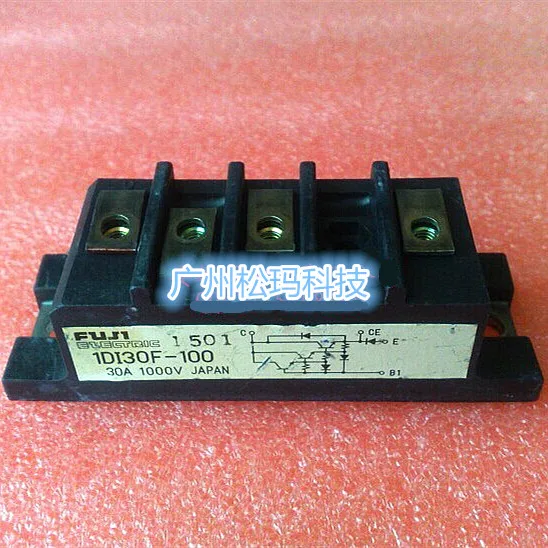 广州松玛科技
FUJI 1501
ELECTRIC
1DI30F-100
30A 1000V JAPAN
C CE
E
B1